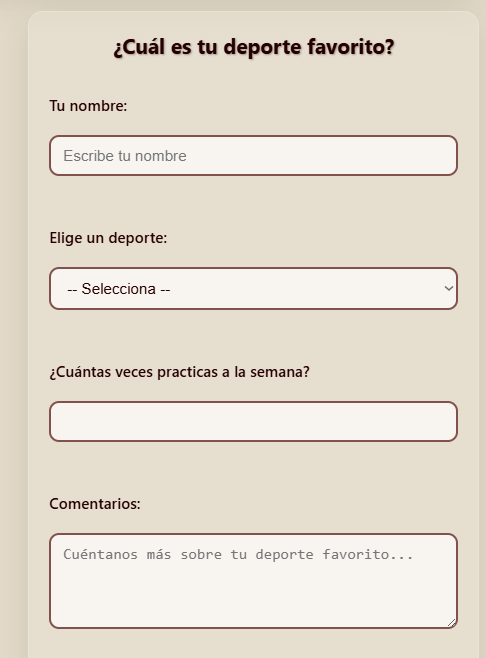 ¿Cuál es tu deporte favorito?
Tu nombre:
Escribe tu nombre
Elige un deporte:
-- Selecciona --
¿Cuántas veces practicas a la semana?
Comentarios:
Cuéntanos más sobre tu deporte favorito...